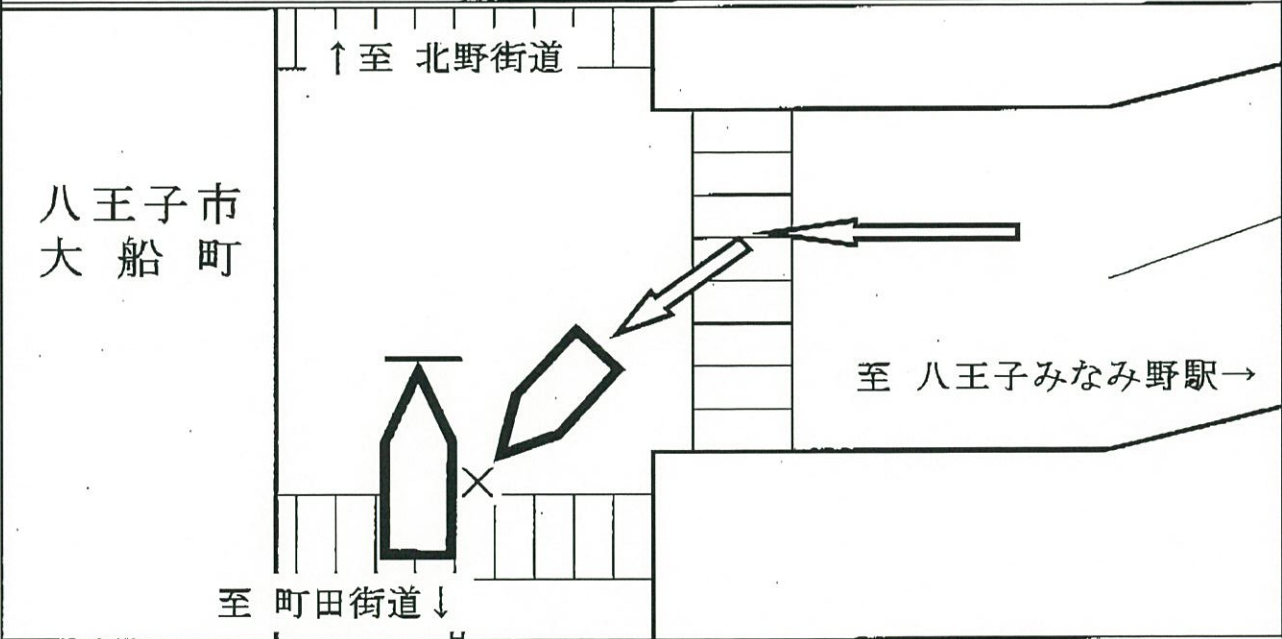 ↑至 北野街道
八王子市
大船町
至 八王子みなみ野駅→
至 町田街道↓